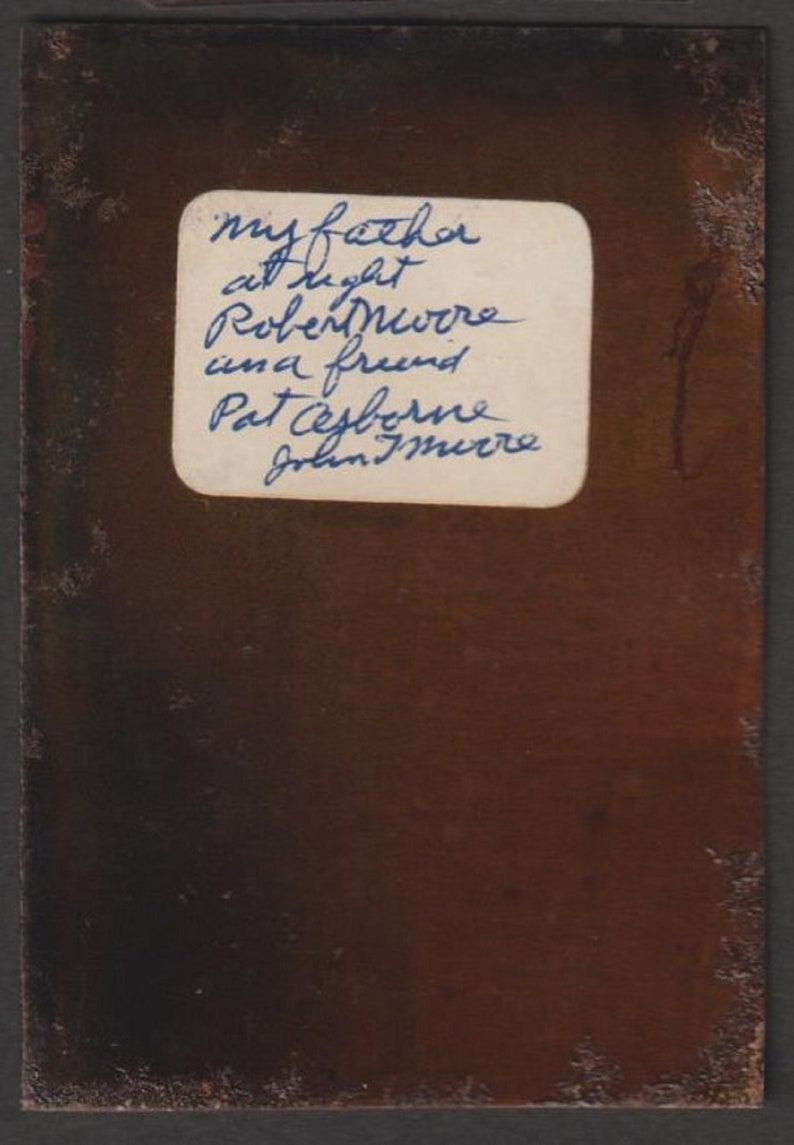 My father
at right
Robert Moore
and friend
Pat Osborne
John T Moore